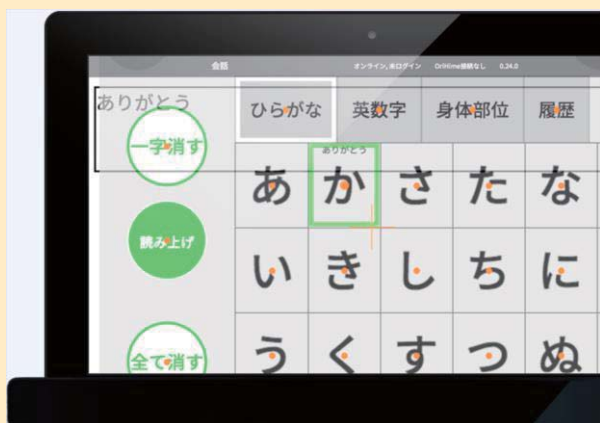 会話 オンライン,未ログイン OriHime接続なし 0.24.0
ありがとう
ひらがな 英数字 身体部位 履歴
一字消す
ありがとう
あ か さ た な
読み上げ
い き し ち に
全て消す
う く す つ ぬ